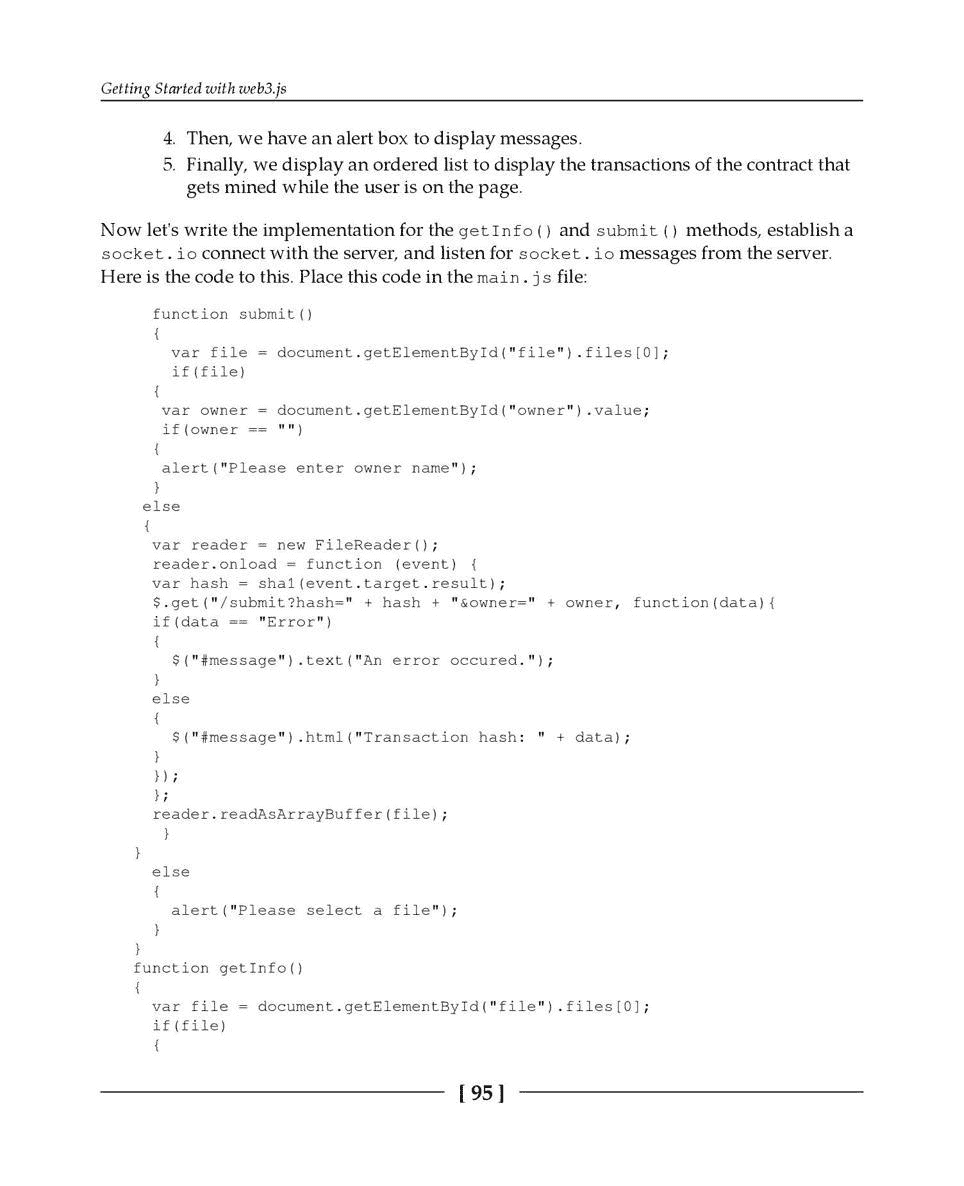 Getting Started with web3.js
4. Then, we have an alert box to display messages.
5. Finally, we display an ordered list to display the transactions of the contract that
gets mined while the user is on the page.
Now let's write the implementation for the getInfo() and submit() methods, establish a
socket.io connect with the server, and listen for socket.io messages from the server.
Here is the code to this. Place this code in the main.js file:
function submit()
{
var file = document.getElementById("file").files[0];
if(file)
{
var owner = document.getElementById("owner").value;
if(owner == "")
{
alert("Please enter owner name");
}
else
{
var reader = new FileReader();
reader.onload = function (event) {
var hash = sha1(event.target.result);
$.get("/submit?hash=" + hash + "&owner=" + owner, function(data){
if(data == "Error")
{
$("#message").text("An error occured.");
}
else
{
$("#message").html("Transaction hash: " + data);
}
});
};
reader.readAsArrayBuffer(file);
}
}
else
{
alert("Please select a file");
}
}
function getInfo()
{
var file = document.getElementById("file").files[0];
if(file)
{
[ 95 ]